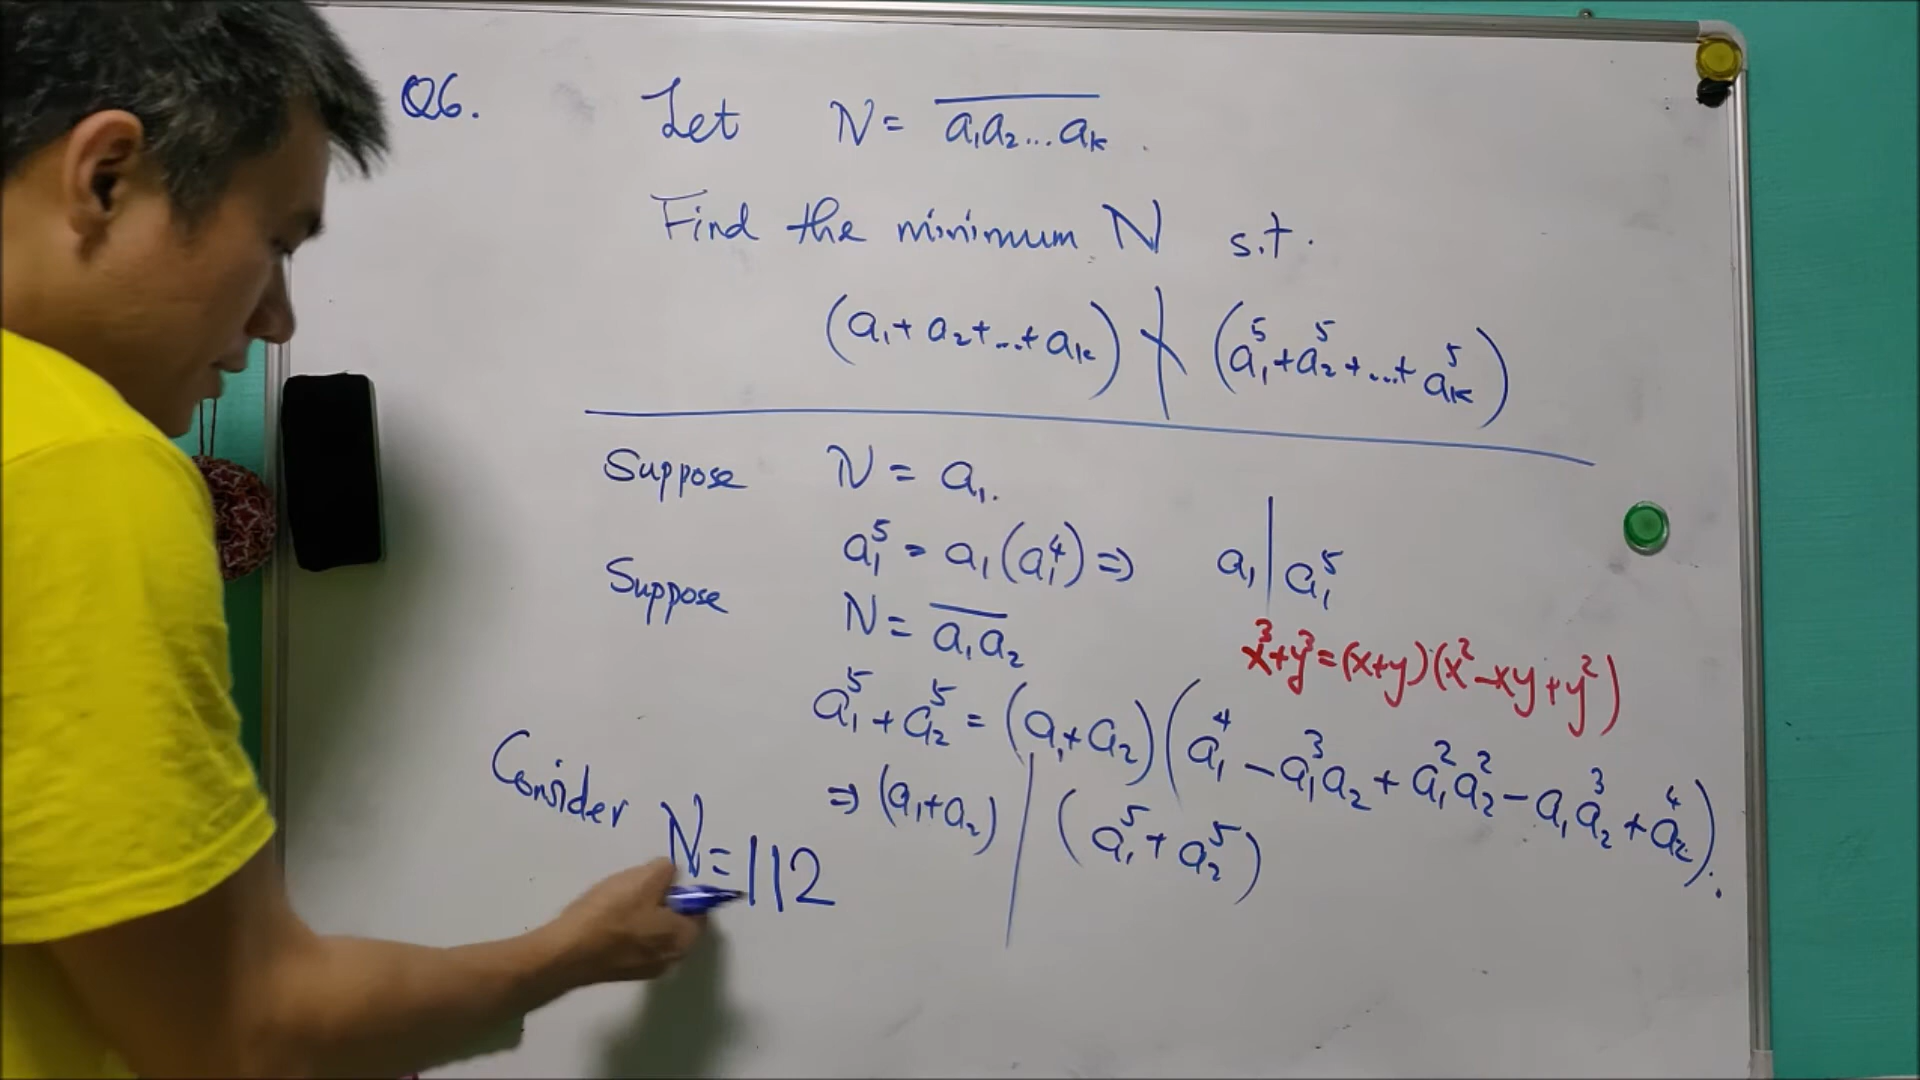 Q6. Let N = \overline{a₁a₂...aₖ}.
Find the minimum N s.t.
(a₁+a₂+...+aₖ) ∤ (a₁⁵+a₂⁵+...+aₖ⁵)
Suppose N = a₁.
a₁⁵ = a₁(a₁⁴) ⇒ a₁ | a₁⁵
Suppose N = \overline{a₁a₂}
x³+y³=(x+y)(x²-xy+y²)
a₁⁵+a₂⁵ = (a₁+a₂)(a₁⁴-a₁³a₂+a₁²a₂²-a₁a₂³+a₂⁴).
⇒ (a₁+a₂) | (a₁⁵+a₂⁵)
Consider N=112